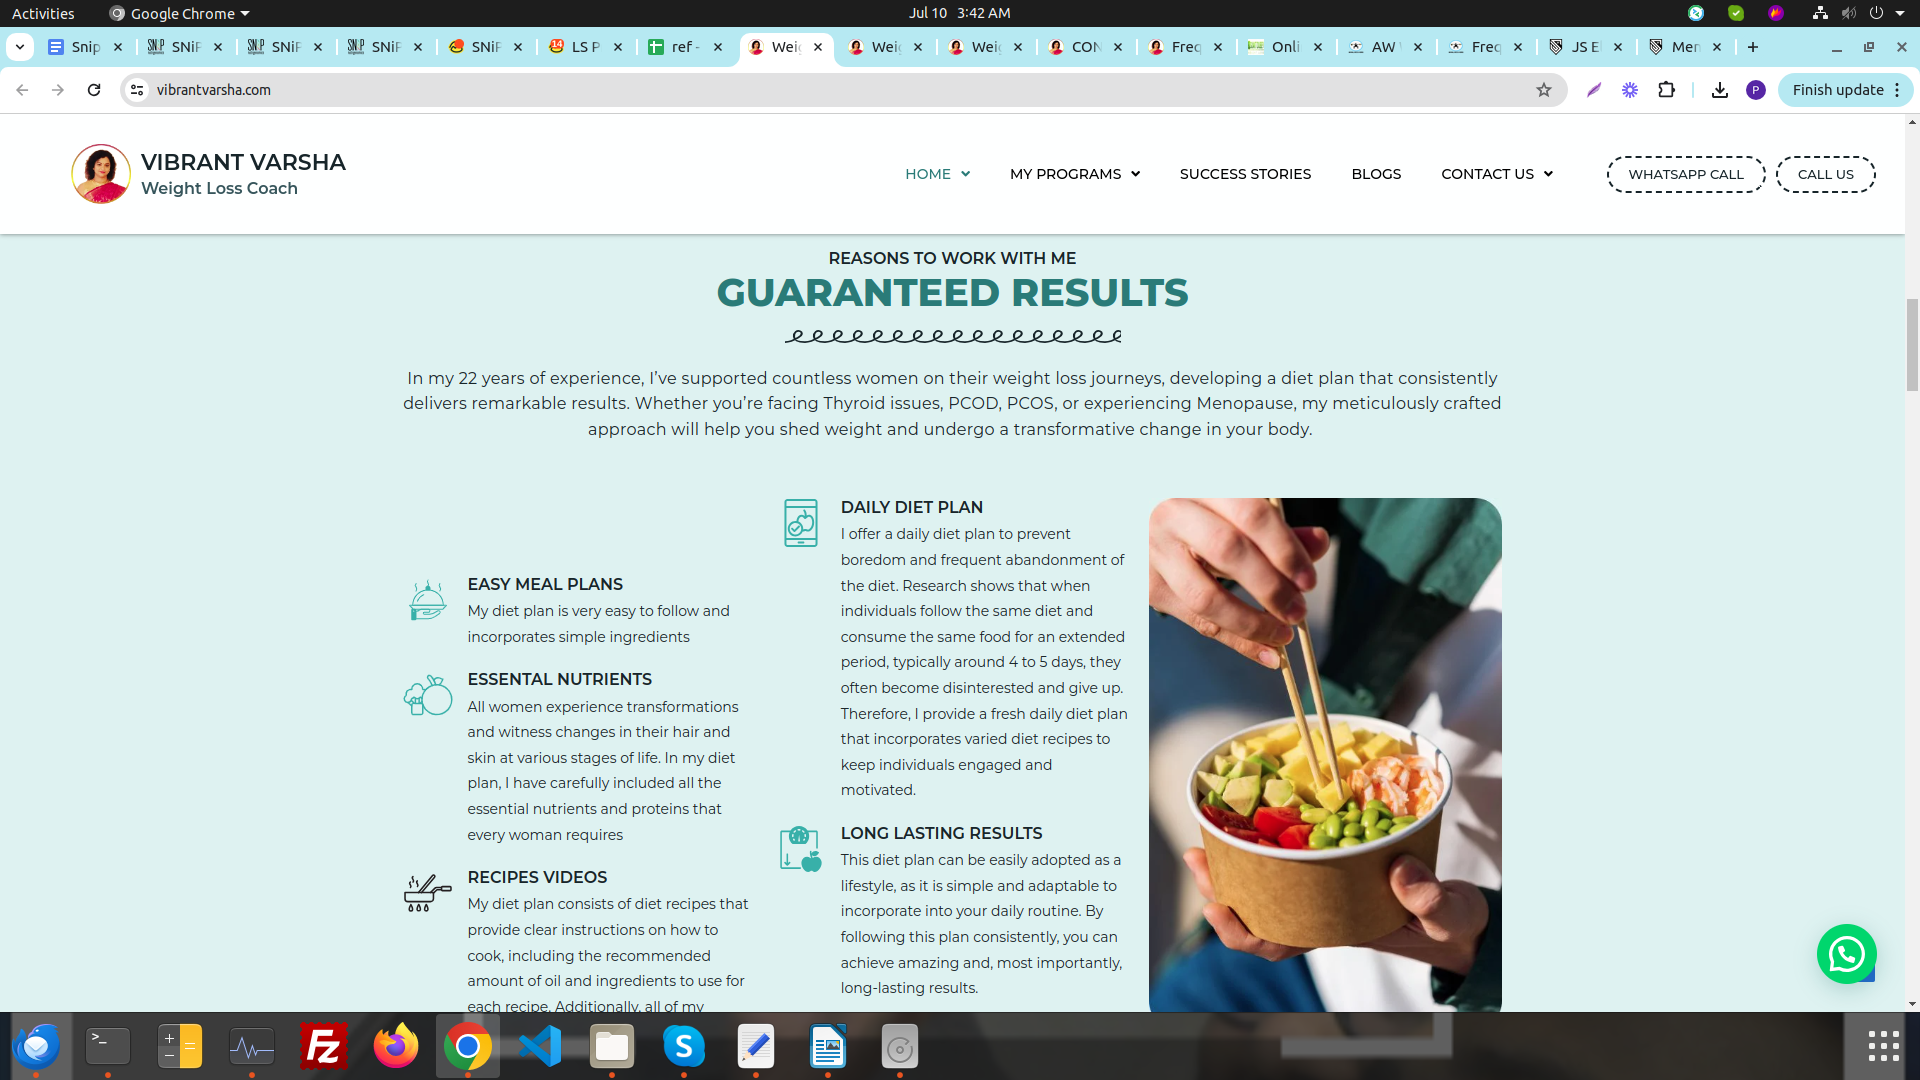 Activities
Google Chrome
Jul 10 3:42 AM
Snip
SNiP
SNiP
SNiP
SNiP
LS P
ref -
Weig
Weig
Weig
CON
Freq
Onli
AW
Freq
JS E
Men
vibrantvarsha.com
P
Finish update
VIBRANT VARSHA
Weight Loss Coach
HOME
MY PROGRAMS
SUCCESS STORIES
BLOGS
CONTACT US
WHATSAPP CALL
CALL US
REASONS TO WORK WITH ME
GUARANTEED RESULTS
In my 22 years of experience, I’ve supported countless women on their weight loss journeys, developing a diet plan that consistently
delivers remarkable results. Whether you’re facing Thyroid issues, PCOD, PCOS, or experiencing Menopause, my meticulously crafted
approach will help you shed weight and undergo a transformative change in your body.
EASY MEAL PLANS
My diet plan is very easy to follow and
incorporates simple ingredients
ESSENTAL NUTRIENTS
All women experience transformations
and witness changes in their hair and
skin at various stages of life. In my diet
plan, I have carefully included all the
essential nutrients and proteins that
every woman requires
RECIPES VIDEOS
My diet plan consists of diet recipes that
provide clear instructions on how to
cook, including the recommended
amount of oil and ingredients to use for
each recipe. Additionally, all of my
DAILY DIET PLAN
I offer a daily diet plan to prevent
boredom and frequent abandonment of
the diet. Research shows that when
individuals follow the same diet and
consume the same food for an extended
period, typically around 4 to 5 days, they
often become disinterested and give up.
Therefore, I provide a fresh daily diet plan
that incorporates varied diet recipes to
keep individuals engaged and
motivated.
LONG LASTING RESULTS
This diet plan can be easily adopted as a
lifestyle, as it is simple and adaptable to
incorporate into your daily routine. By
following this plan consistently, you can
achieve amazing and, most importantly,
long-lasting results.